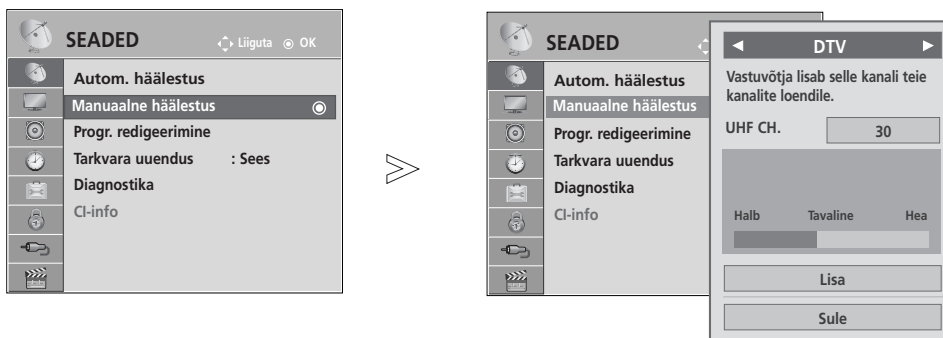 SEADED
Liiguta OK
Autom. häälestus
Manuaalne häälestus
Progr. redigeerimine
Tarkvara uuendus : Sees
Diagnostika
CI-info
SEADED
Autom. häälestus
Manuaalne häälestus
Progr. redigeerimine
Tarkvara uuendus
Diagnostika
CI-info
DTV
Vastuvõtja lisab selle kanali teie
kanalite loendile.
UHF CH. 30
Halb Tavaline Hea
Lisa
Sule